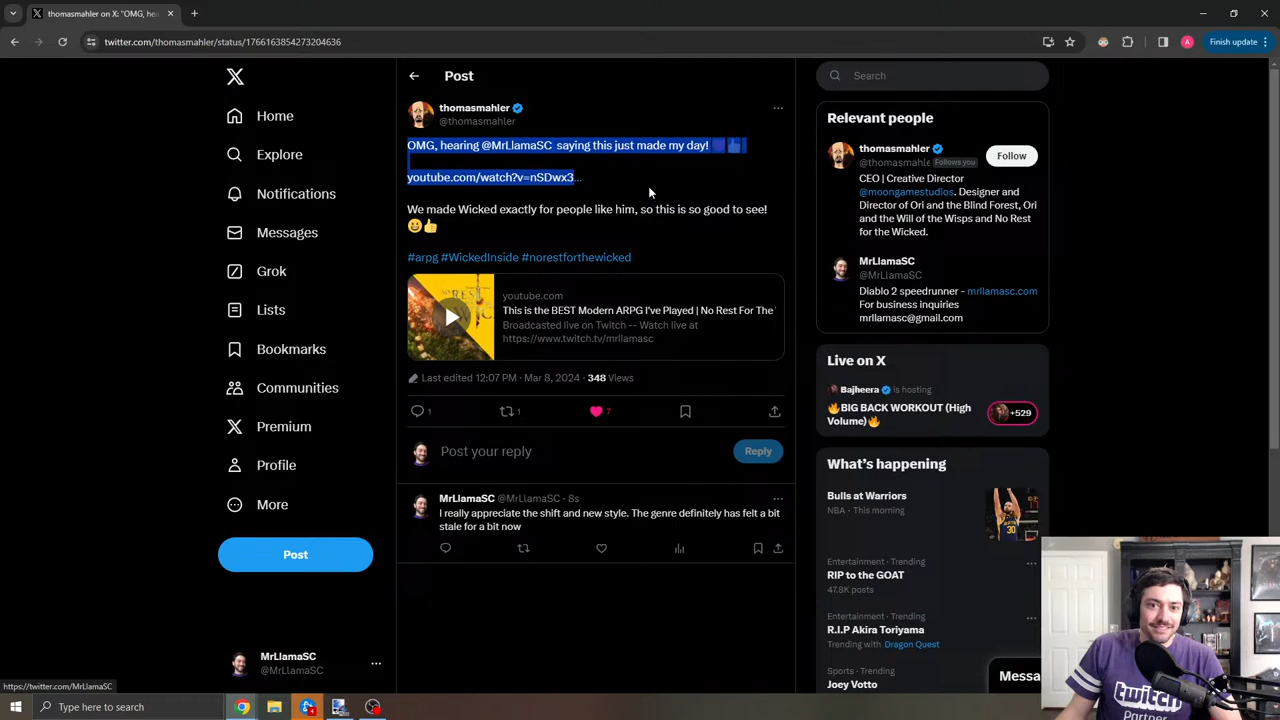 thomasmahler on X: "OMG, hea
twitter.com/thomasmahler/status/1766163854273204636
A
Finish update
Home
Explore
Notifications
Messages
Grok
Lists
Bookmarks
Communities
Premium
Profile
More
Post
MrLlamaSC
@MrLlamaSC
Post
thomasmahler
@thomasmahler
OMG, hearing @MrLlamaSC saying this just made my day!
youtube.com/watch?v=nSDwx3...
We made Wicked exactly for people like him, so this is so good to see!
#arpg #WickedInside #norestforthewicked
youtube.com
This is the BEST Modern ARPG I've Played | No Rest For The
Broadcasted live on Twitch -- Watch live at
https://www.twitch.tv/mrllamasc
Last edited 12:07 PM · Mar 8, 2024 · 348 Views
1
1
7
Post your reply
Reply
MrLlamaSC @MrLlamaSC · 8s
I really appreciate the shift and new style. The genre definitely has felt a bit
stale for a bit now
Search
Relevant people
thomasmahler
@thomasmahle Follows you
Follow
CEO | Creative Director
@moongamestudios. Designer and
Director of Ori and the Blind Forest, Ori
and the Will of the Wisps and No Rest
for the Wicked.
MrLlamaSC
@MrLlamaSC
Diablo 2 speedrunner - mrllamasc.com
For business inquiries
mrllamasc@gmail.com
Live on X
Bajheera is hosting
BIG BACK WORKOUT (High
Volume)
+529
What's happening
Bulls at Warriors
NBA · This morning
Entertainment · Trending
RIP to the GOAT
47.8K posts
Entertainment · Trending
R.I.P Akira Toriyama
Trending with Dragon Quest
Sports · Trending
Joey Votto
Messa
twitch
Partner
https://twitter.com/MrLlamaSC
Type here to search